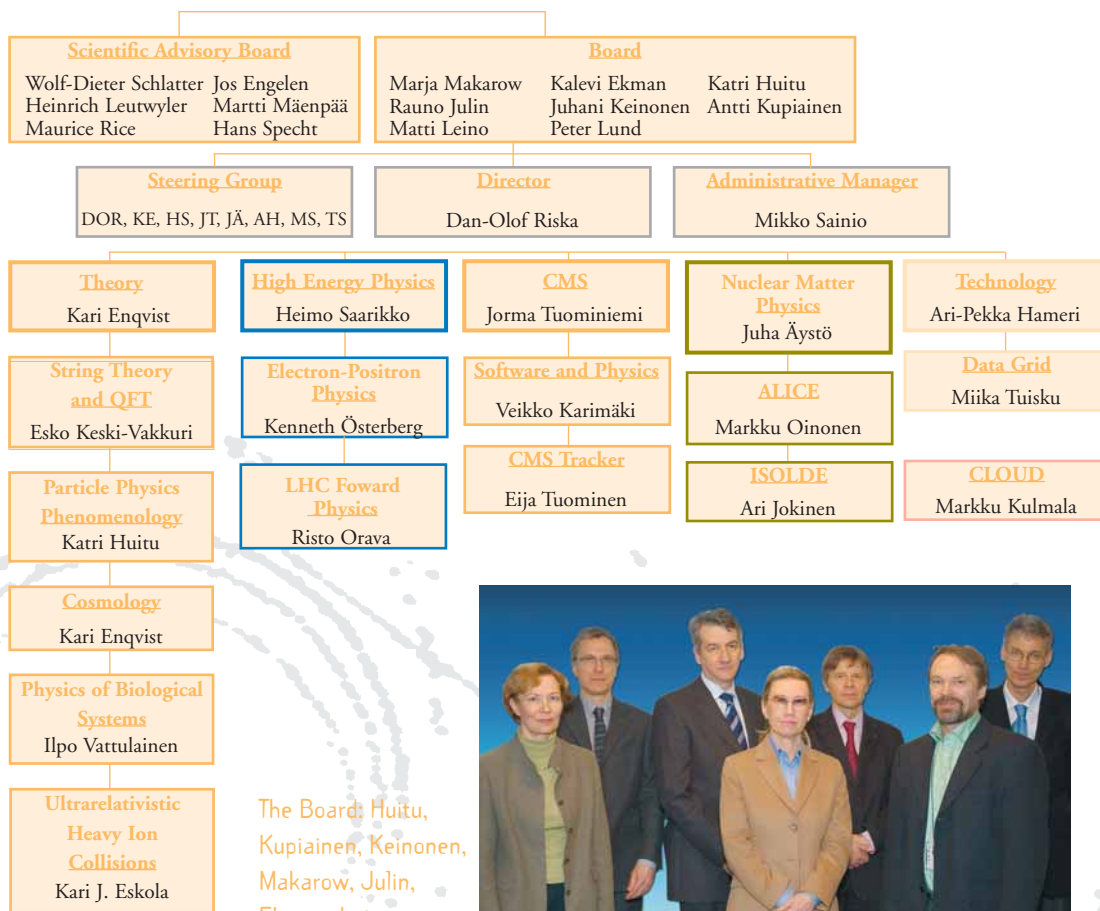 Scientific Advisory Board
Wolf-Dieter Schlatter Jos Engelen
Heinrich Leutwyler Martti Mäenpää
Maurice Rice Hans Specht
Board
Marja Makarow Kalevi Ekman Katri Huitu
Rauno Julin Juhani Keinonen Antti Kupiainen
Matti Leino Peter Lund
Steering Group
DOR, KE, HS, JT, JÄ, AH, MS, TS
Director
Dan-Olof Riska
Administrative Manager
Mikko Sainio
Theory
Kari Enqvist
String Theory
and QFT
Esko Keski-Vakkuri
Particle Physics
Phenomenology
Katri Huitu
Cosmology
Kari Enqvist
Physics of Biological
Systems
Ilpo Vattulainen
Ultrarelativistic
Heavy Ion
Collisions
Kari J. Eskola
High Energy Physics
Heimo Saarikko
Electron-Positron
Physics
Kenneth Österberg
LHC Foward
Physics
Risto Orava
CMS
Jorma Tuominiemi
Software and Physics
Veikko Karimäki
CMS Tracker
Eija Tuominen
Nuclear Matter
Physics
Juha Äystö
ALICE
Markku Oinonen
ISOLDE
Ari Jokinen
Technology
Ari-Pekka Hameri
Data Grid
Miika Tuisku
CLOUD
Markku Kulmala
The Board: Huitu,
Kupiainen, Keinonen,
Makarow, Julin,